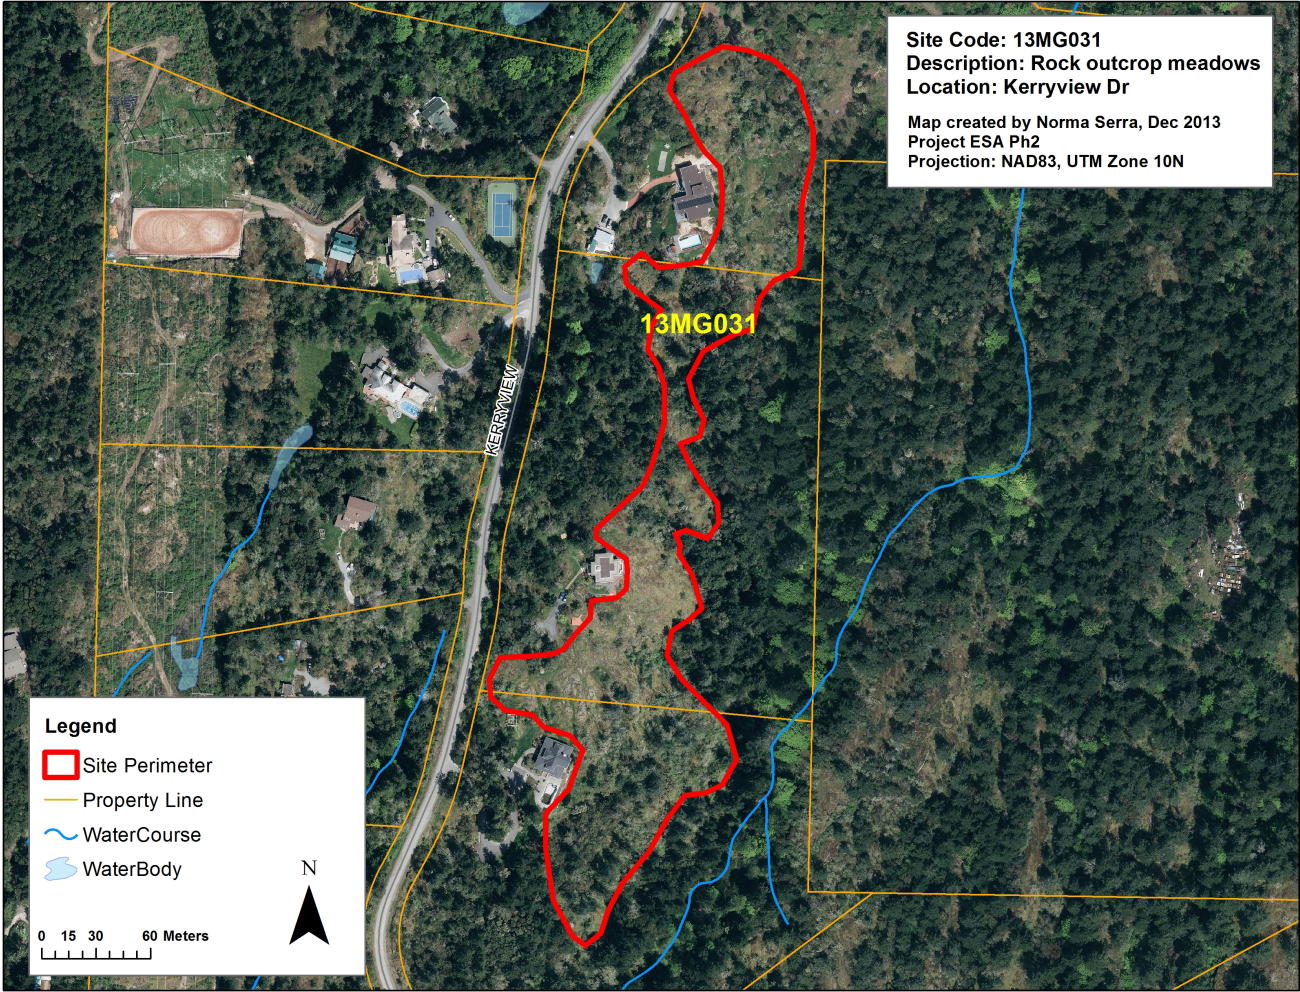 Site Code: 13MG031
Description: Rock outcrop meadows
Location: Kerryview Dr
Map created by Norma Serra, Dec 2013
Project ESA Ph2
Projection: NAD83, UTM Zone 10N
13MG031
KERRYVIEW
Legend
Site Perimeter
Property Line
WaterCourse
WaterBody
N
0 15 30 60 Meters